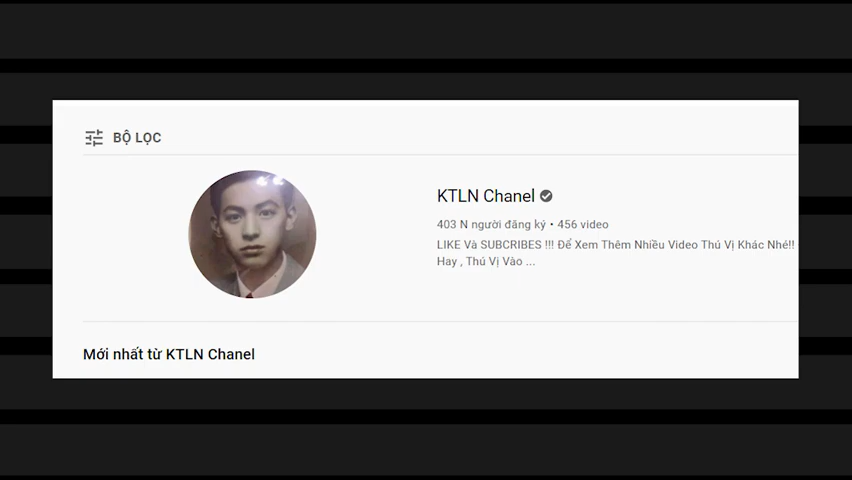 BỘ LỌC
KTLN Chanel
403 N người đăng ký • 456 video
LIKE Và SUBCRIBES !!! Để Xem Thêm Nhiều Video Thú Vị Khác Nhé!!
Hay , Thú Vị Vào ...
Mới nhất từ KTLN Chanel